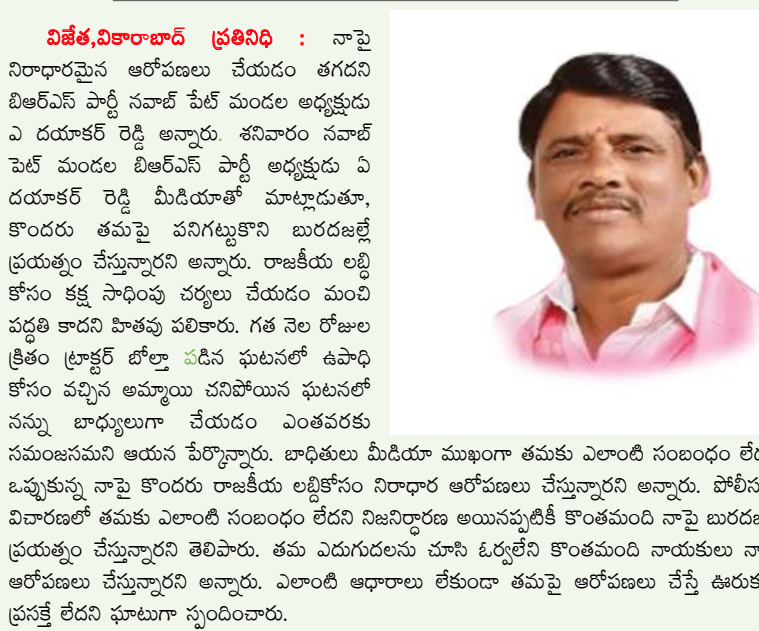 విజేత,వికారాబాద్ ప్రతినిధి : నాపై
నిరాధారమైన ఆరోపణలు చేయడం తగదని
బిఆర్ఎస్ పార్టీ నవాబ్ పేట్ మండల అధ్యక్షుడు
ఎ దయాకర్ రెడ్డి అన్నారు. శనివారం నవాబ్
పెట్ మండల బిఆర్ఎస్ పార్టీ అధ్యక్షుడు ఏ
దయాకర్ రెడ్డి మీడియాతో మాట్లాడుతూ,
కొందరు తమపై పనిగట్టుకొని బురదజల్లే
ప్రయత్నం చేస్తున్నారని అన్నారు. రాజకీయ లబ్ధి
కోసం కక్ష సాధింపు చర్యలు చేయడం మంచి
పద్ధతి కాదని హితవు పలికారు. గత నెల రోజుల
క్రితం ట్రాక్టర్ బోల్తా పడిన ఘటనలో ఉపాధి
కోసం వచ్చిన అమ్మాయి చనిపోయిన ఘటనలో
నన్ను బాధ్యులుగా చేయడం ఎంతవరకు
సమంజసమని ఆయన పేర్కొన్నారు. బాధితులు మీడియా ముఖంగా తమకు ఎలాంటి సంబంధం
ఒప్పుకున్న నాపై కొందరు రాజకీయ లబ్దికోసం నిరాధార ఆరోపణలు చేస్తున్నారని అన్నారు.
విచారణలో తమకు ఎలాంటి సంబంధం లేదని నిజనిర్ధారణ అయినప్పటికీ కొంతమంది నాపై
ప్రయత్నం చేస్తున్నారని తెలిపారు. తమ ఎదుగుదలను చూసి ఓర్వలేని కొంతమంది నాయకులు
ఆరోపణలు చేస్తున్నారని అన్నారు. ఎలాంటి ఆధారాలు లేకుండా తమపై ఆరోపణలు చేస్తే
ప్రసక్తే లేదని ఘాటుగా స్పందించారు.